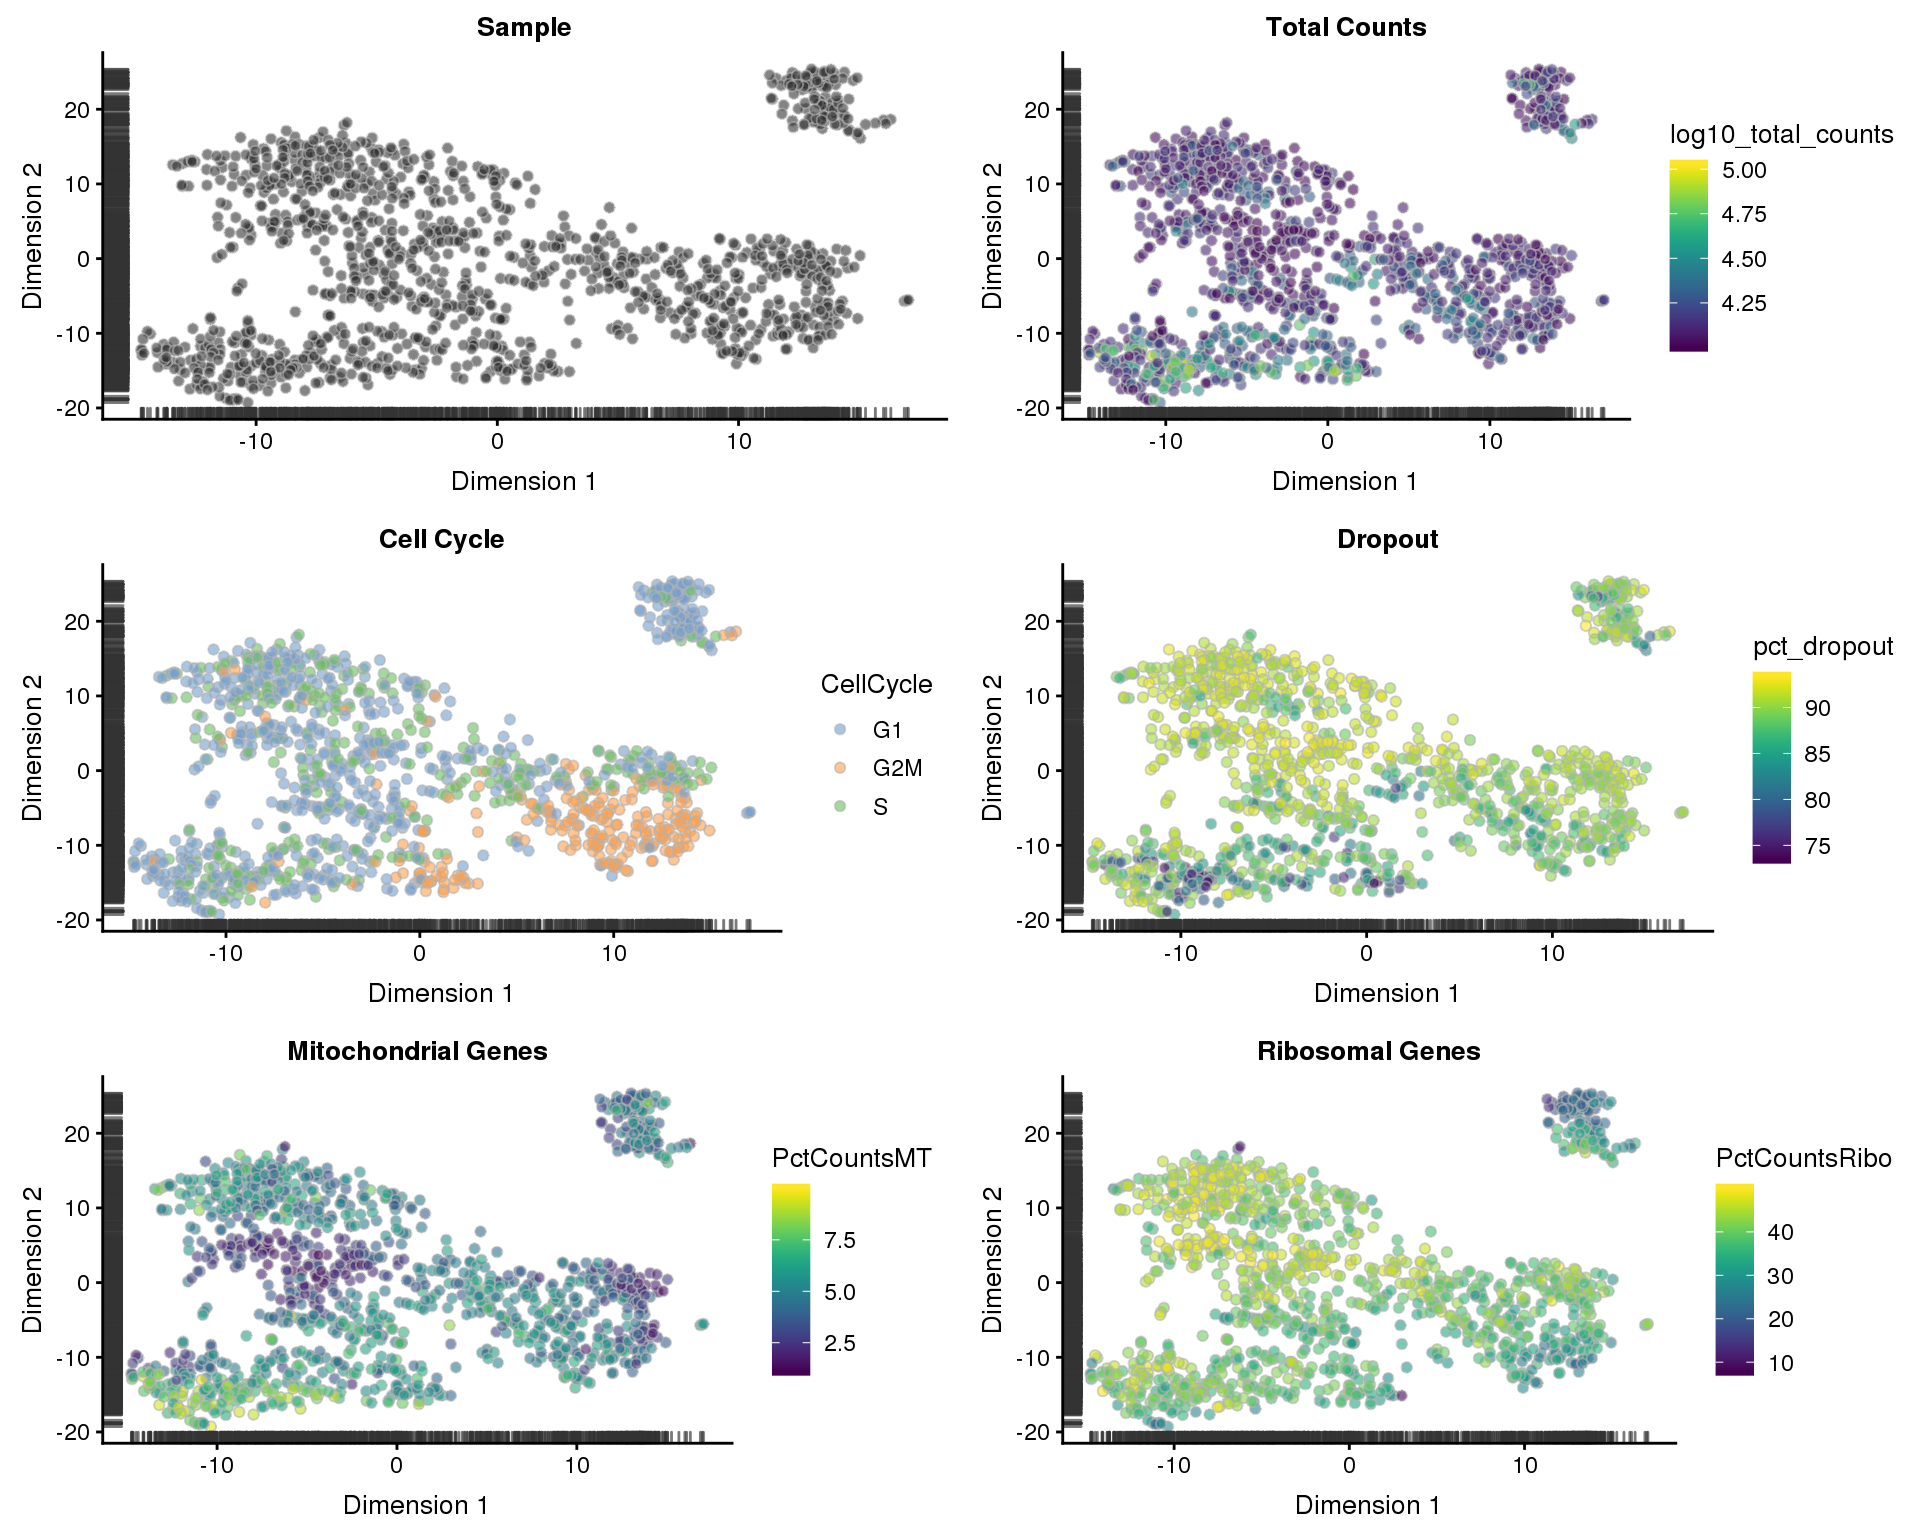 Sample
Dimension 2
20
10
0
-10
-20
-10
0
10
Dimension 1
Total Counts
Dimension 2
20
10
0
-10
-20
-10
0
10
Dimension 1
log10_total_counts
5.00
4.75
4.50
4.25
Cell Cycle
Dimension 2
20
10
0
-10
-20
-10
0
10
Dimension 1
CellCycle
G1
G2M
S
Dropout
Dimension 2
20
10
0
-10
-20
-10
0
10
Dimension 1
pct_dropout
90
85
80
75
Mitochondrial Genes
Dimension 2
20
10
0
-10
-20
-10
0
10
Dimension 1
PctCountsMT
7.5
5.0
2.5
Ribosomal Genes
Dimension 2
20
10
0
-10
-20
-10
0
10
Dimension 1
PctCountsRibo
40
30
20
10